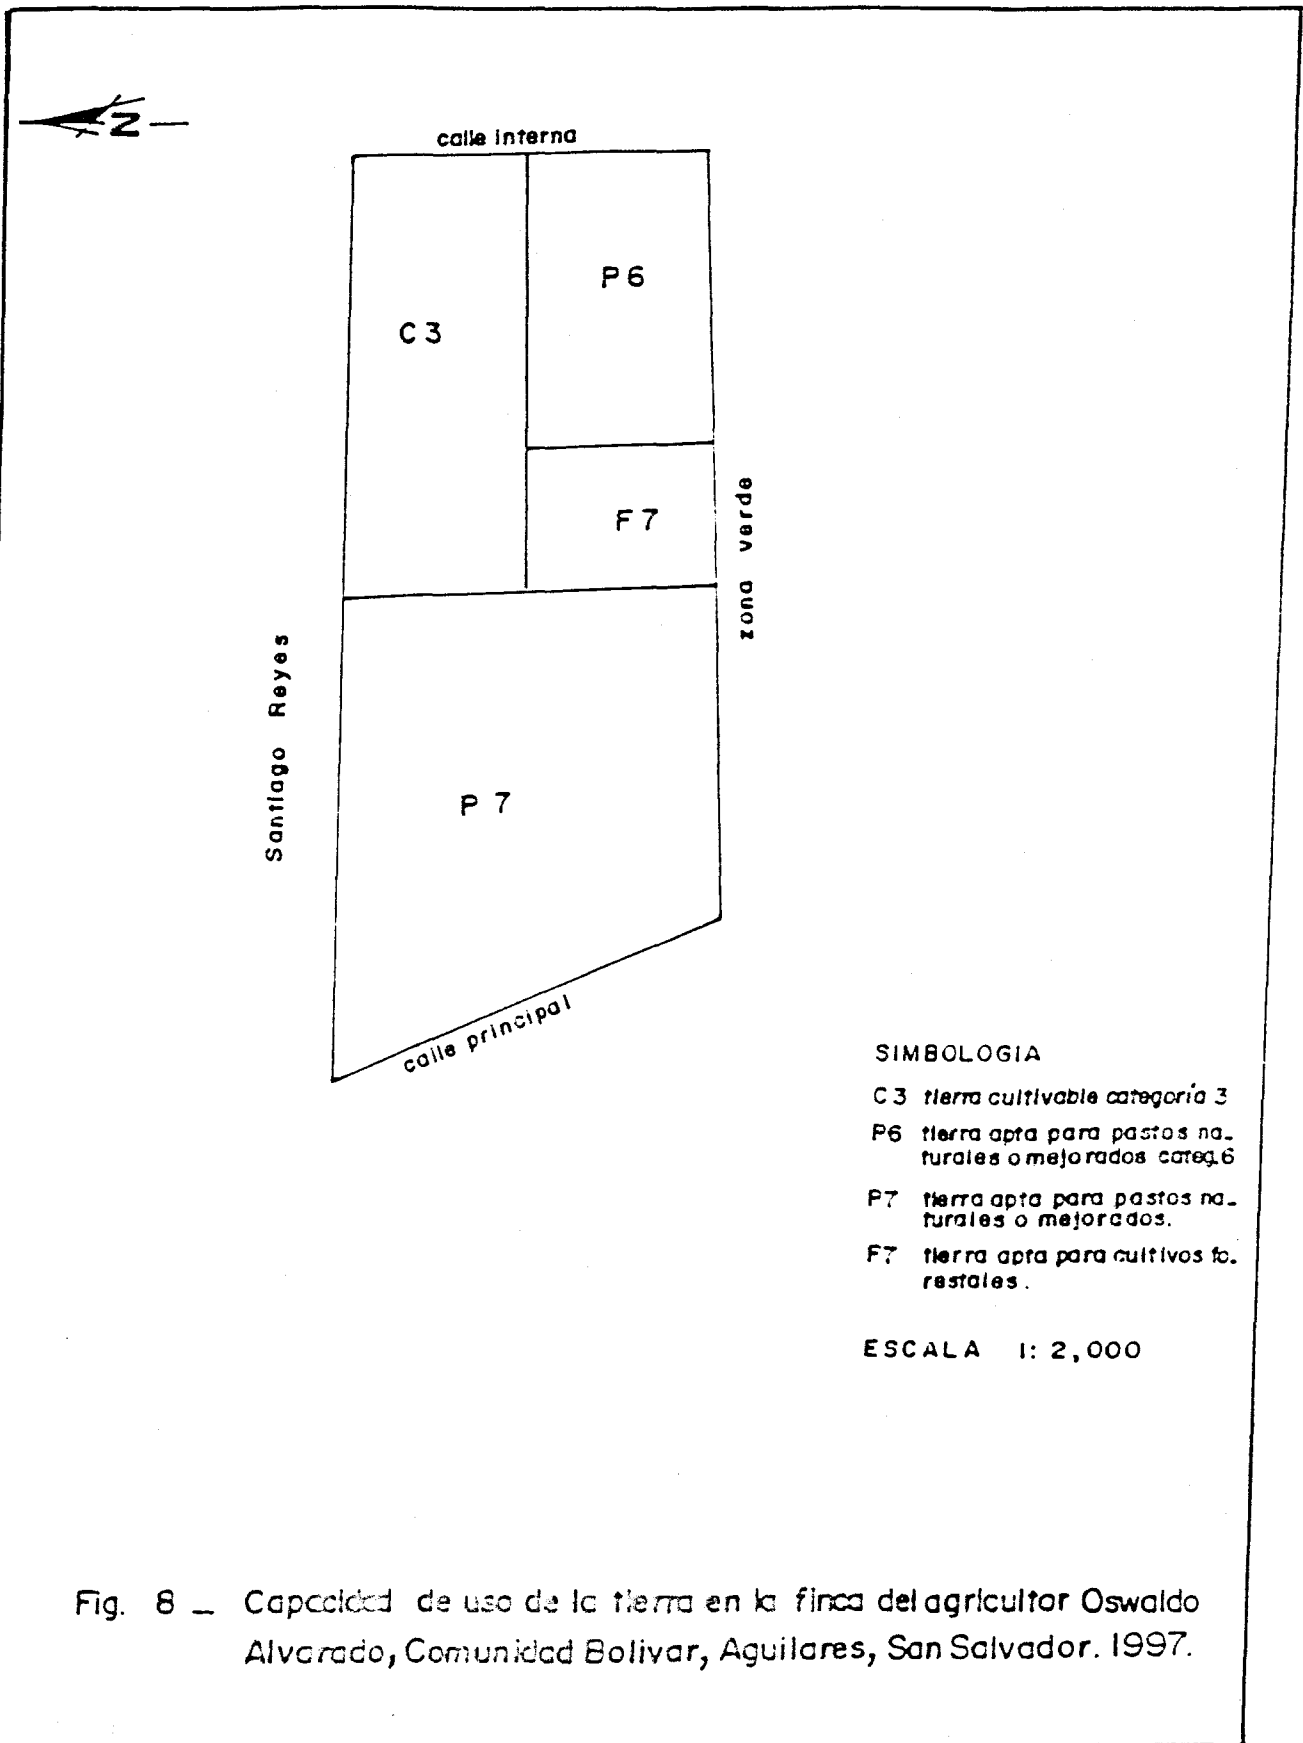 N
calle interna
P6
C3
F7
zona verde
Santiago Reyes
P 7
calle principal
SIMBOLOGIA
C3 tierra cultivable categoría 3
P6 tierra apta para pastos na-
turales o mejorados categ.6
P7 tierra apta para pastos na-
turales o mejorados.
F7 tierra apta para cultivos fo-
restales.
ESCALA 1: 2,000
Fig. 8 _ Capacidad de uso de la tierra en la finca del agricultor Oswaldo
Alvarado, Comunidad Bolivar, Aguilares, San Salvador. 1997.